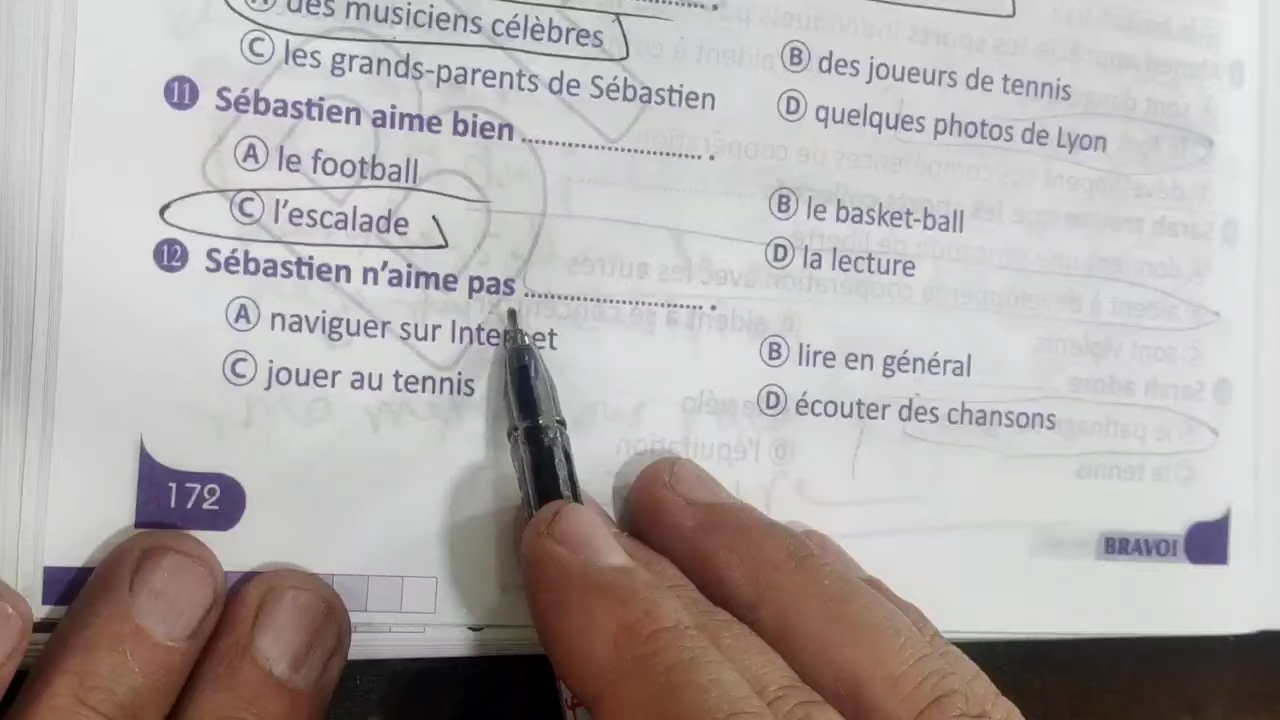 A des musiciens célèbres
B des joueurs de tennis
C les grands-parents de Sébastien
D quelques photos de Lyon
11 Sébastien aime bien .............................. .
A le football
B le basket-ball
C l'escalade
D la lecture
12 Sébastien n'aime pas .............................. .
A naviguer sur Internet
B lire en général
C jouer au tennis
D écouter des chansons
172
BRAVO!